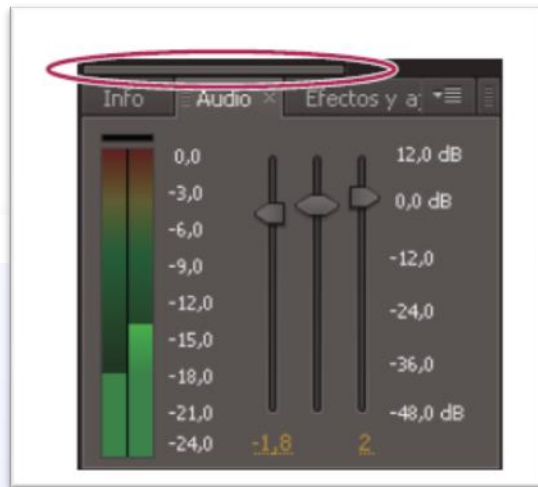 Info Audio × Efectos y a
0,0 12,0 dB
-3,0 0,0 dB
-6,0
-9,0 -12,0
-12,0 -24,0
-15,0
-18,0 -36,0
-21,0 -48,0 dB
-24,0 -1,8 2